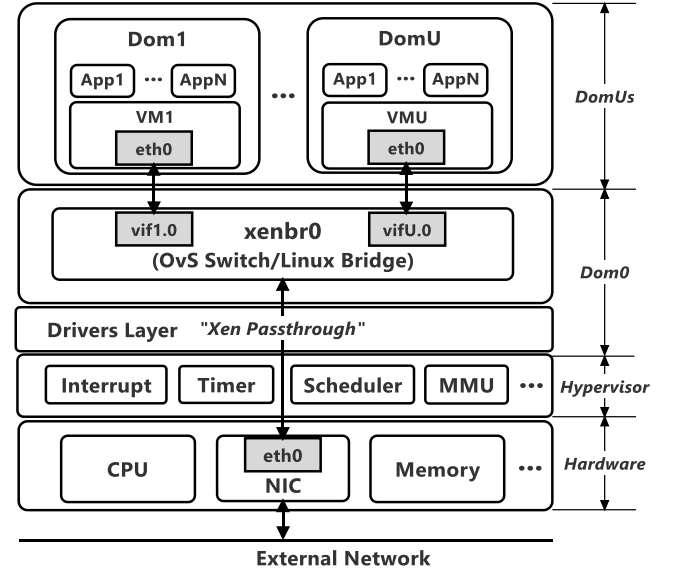 Dom1
DomU
App1 ... AppN
App1 ... AppN
...
DomUs
VM1
VMU
eth0
eth0
vif1.0
xenbr0
vifU.0
(OvS Switch/Linux Bridge)
Dom0
Drivers Layer "Xen Passthrough"
Interrupt
Timer
Scheduler
MMU
...
Hypervisor
CPU
eth0
NIC
Memory
...
Hardware
External Network